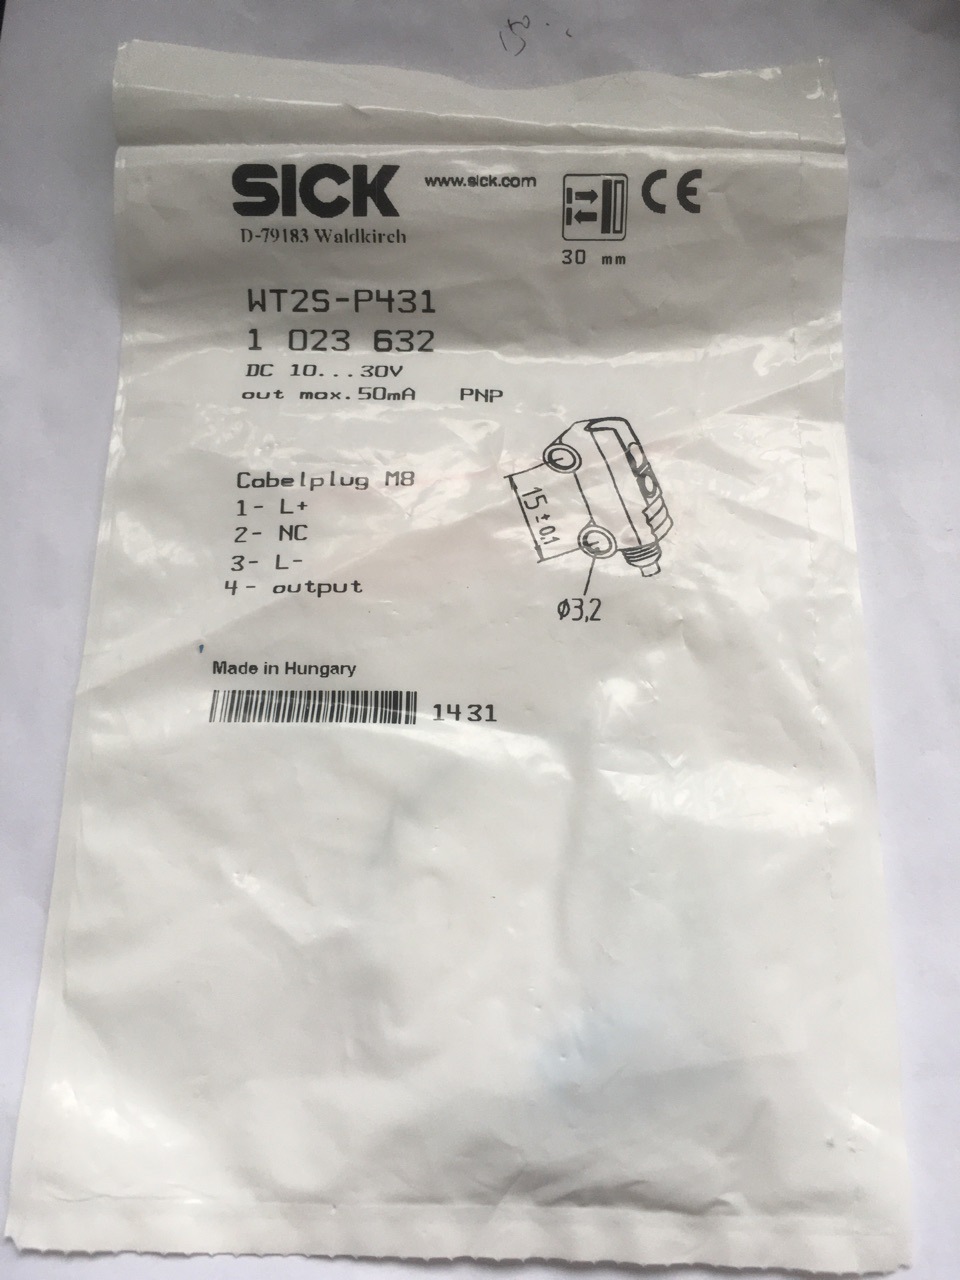 SICK
www.sick.com
CE
D-79183 Waldkirch
30 mm
WT2S-P431
1 023 632
DC 10...30V
out max. 50mA PNP
Cabelplug M8
1- L+
2- NC
3- L-
4- output
15±0,1
Ø3,2
Made in Hungary
1431